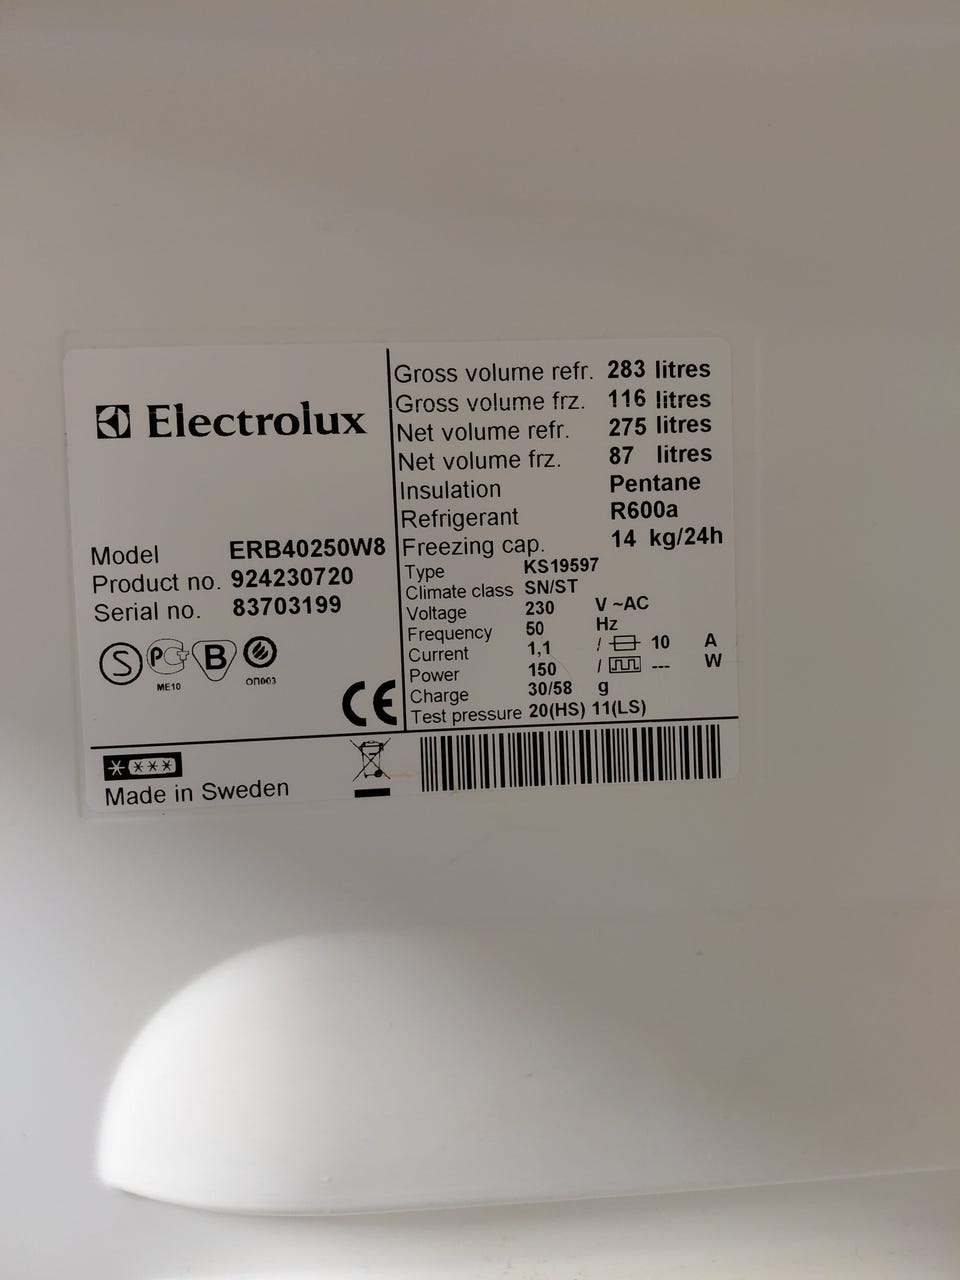 Electrolux
Model ERB40250W8
Product no. 924230720
Serial no. 83703199
S PCT B
ME10 ОП003
CE
Made in Sweden
Gross volume refr. 283 litres
Gross volume frz. 116 litres
Net volume refr. 275 litres
Net volume frz. 87 litres
Insulation Pentane
Refrigerant R600a
Freezing cap. 14 kg/24h
Type KS19597
Climate class SN/ST
Voltage 230 V ~AC
Frequency 50 Hz
Current 1,1 / 10 A
Power 150 / --- W
Charge 30/58 g
Test pressure 20(HS) 11(LS)